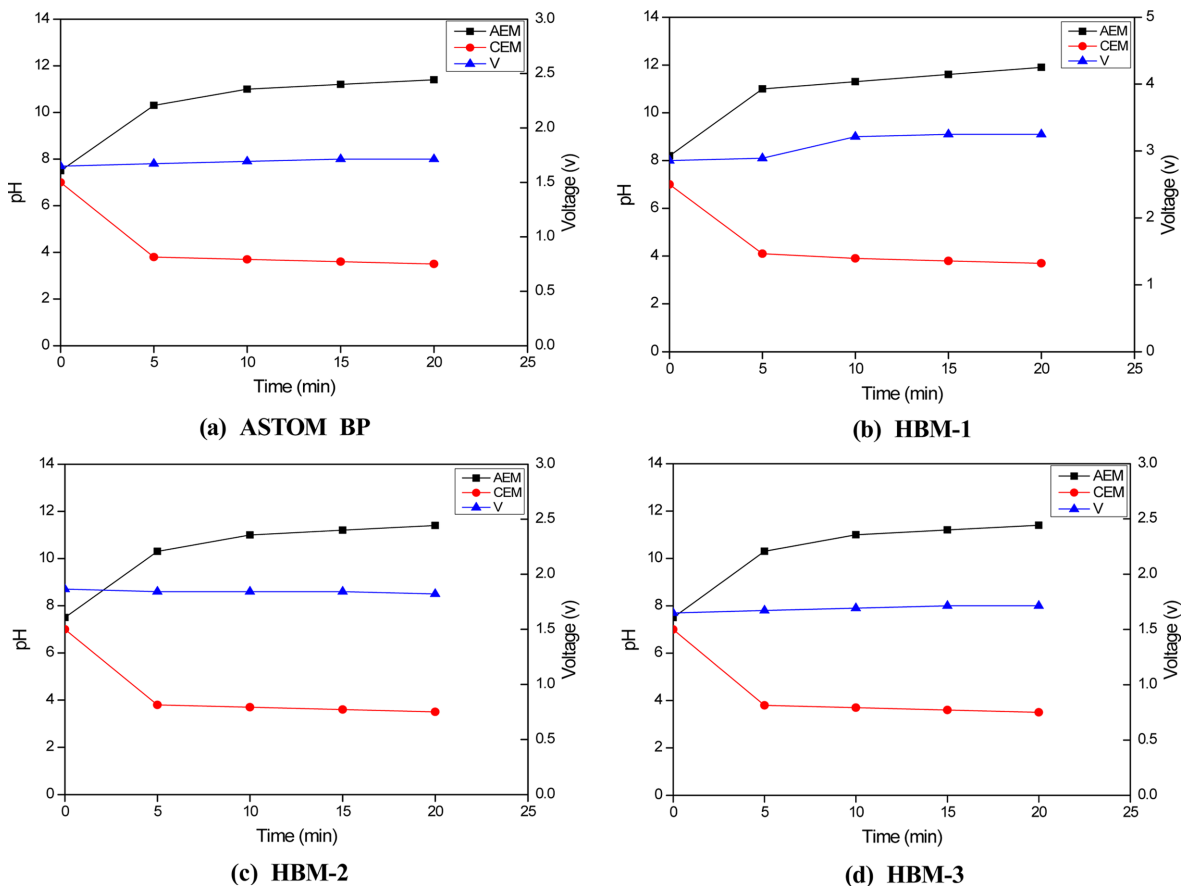 14
12
10
8
6
4
2
0
pH
3.0
2.5
2.0
1.5
1.0
0.5
0.0
Voltage (v)
AEM
CEM
V
0 5 10 15 20 25
Time (min)
(a) ASTOM BP
14
12
10
8
6
4
2
0
pH
5
4
3
2
1
0
Voltage (v)
AEM
CEM
V
0 5 10 15 20 25
Time (min)
(b) HBM-1
14
12
10
8
6
4
2
0
pH
3.0
2.5
2.0
1.5
1.0
0.5
0.0
Voltage (v)
AEM
CEM
V
0 5 10 15 20 25
Time (min)
(c) HBM-2
14
12
10
8
6
4
2
0
pH
3.0
2.5
2.0
1.5
1.0
0.5
0.0
Voltage (v)
AEM
CEM
V
0 5 10 15 20 25
Time (min)
(d) HBM-3